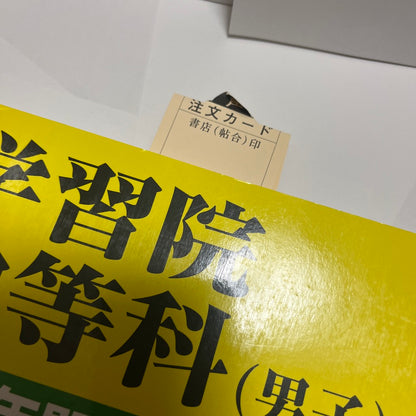 注文カード
書店(帖合)印
学習院
等科(男子)